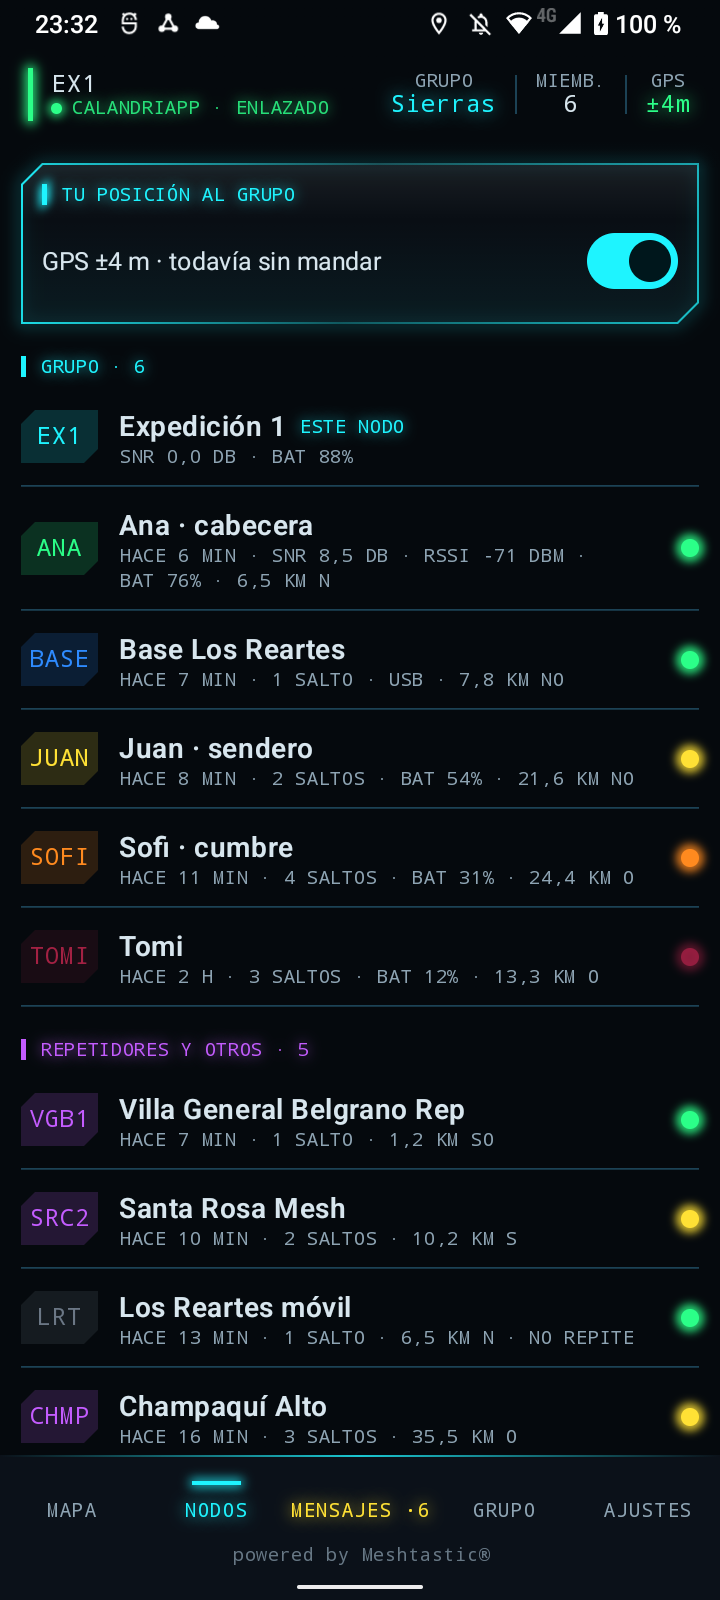 23:32
4G
100 %
EX1
CALANDRIAPP · ENLAZADO
GRUPO
Sierras
MIEMB.
6
GPS
±4m
TU POSICIÓN AL GRUPO
GPS ±4 m · todavía sin mandar
GRUPO · 6
EX1
Expedición 1 ESTE NODO
SNR 0,0 DB · BAT 88%
ANA
Ana · cabecera
HACE 6 MIN · SNR 8,5 DB · RSSI -71 DBM ·
BAT 76% · 6,5 KM N
BASE
Base Los Reartes
HACE 7 MIN · 1 SALTO · USB · 7,8 KM NO
JUAN
Juan · sendero
HACE 8 MIN · 2 SALTOS · BAT 54% · 21,6 KM NO
SOFI
Sofi · cumbre
HACE 11 MIN · 4 SALTOS · BAT 31% · 24,4 KM O
TOMI
Tomi
HACE 2 H · 3 SALTOS · BAT 12% · 13,3 KM O
REPETIDORES Y OTROS · 5
VGB1
Villa General Belgrano Rep
HACE 7 MIN · 1 SALTO · 1,2 KM SO
SRC2
Santa Rosa Mesh
HACE 10 MIN · 2 SALTOS · 10,2 KM S
LRT
Los Reartes móvil
HACE 13 MIN · 1 SALTO · 6,5 KM N · NO REPITE
CHMP
Champaquí Alto
HACE 16 MIN · 3 SALTOS · 35,5 KM O
MAPA
NODOS
MENSAJES ·6
GRUPO
AJUSTES
powered by Meshtastic®